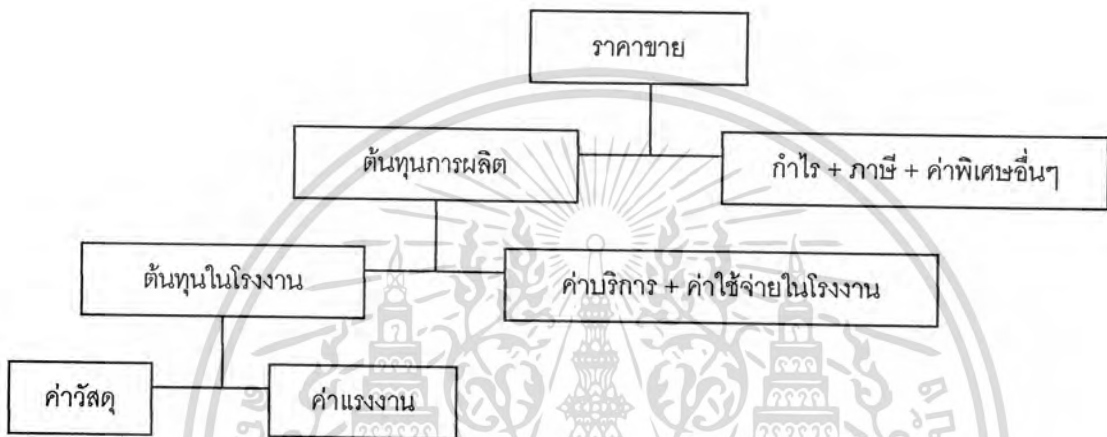 ราคาขาย
ต้นทุนการผลิต
กำไร + ภาษี + ค่าพิเศษอื่นๆ
ต้นทุนในโรงงาน
ค่าบริการ + ค่าใช้จ่ายในโรงงาน
ค่าวัสดุ
ค่าแรงงาน